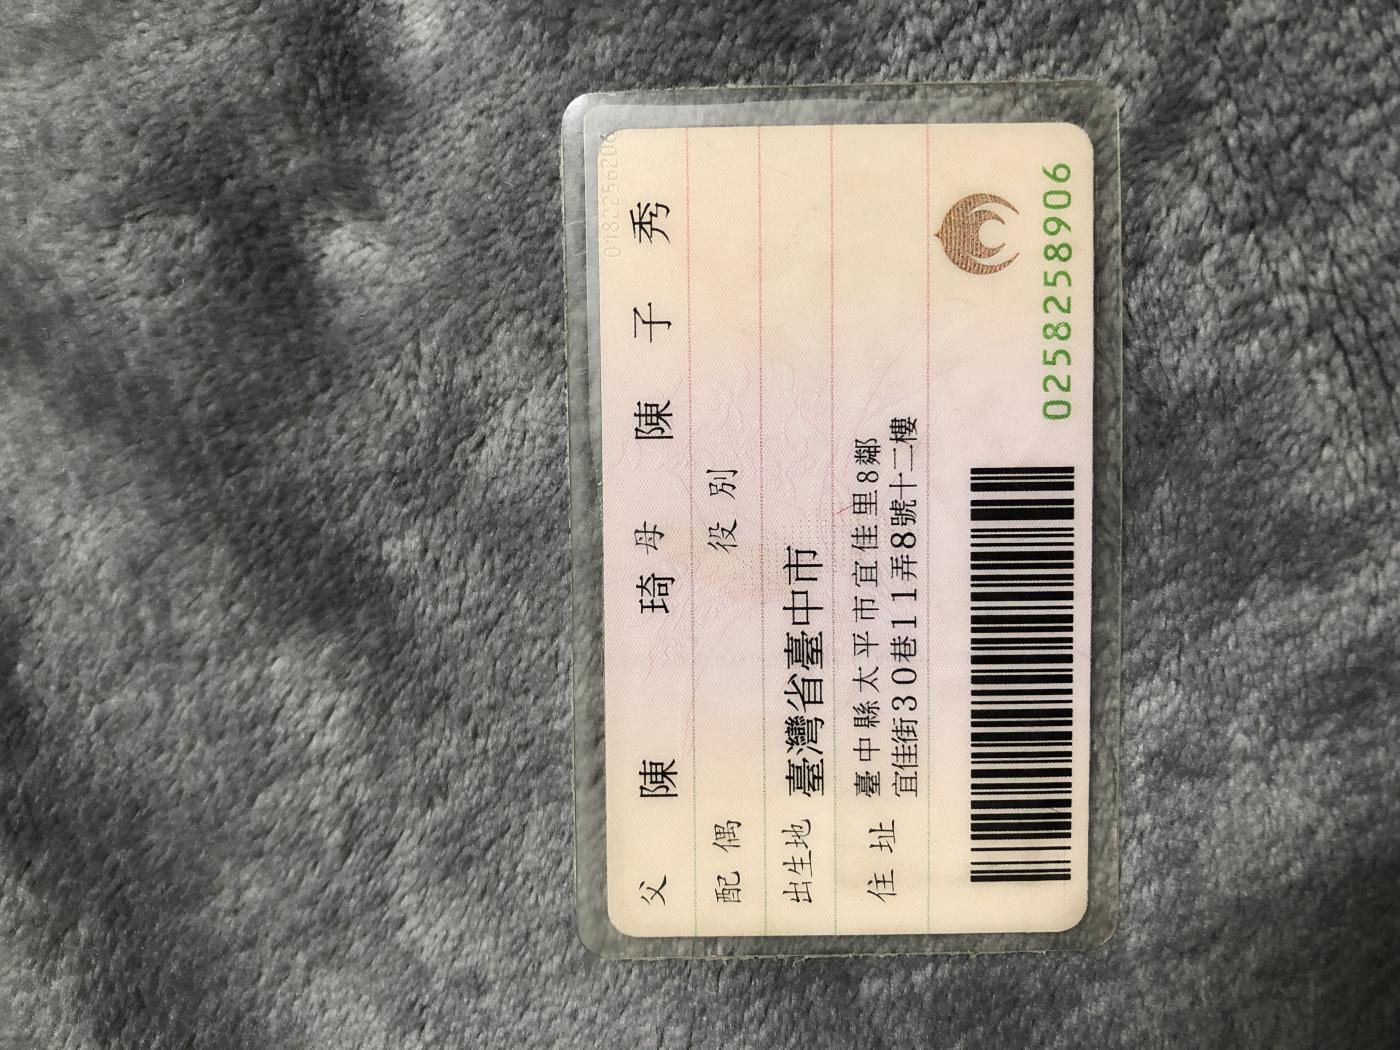 0182256206
父 陳 琦 母 陳 子 秀
配 偶 役 別
出生地 臺灣省臺中市
住 址 臺中縣太平市宜佳里8鄰
宜佳街30巷11弄8號十二樓
0258258906